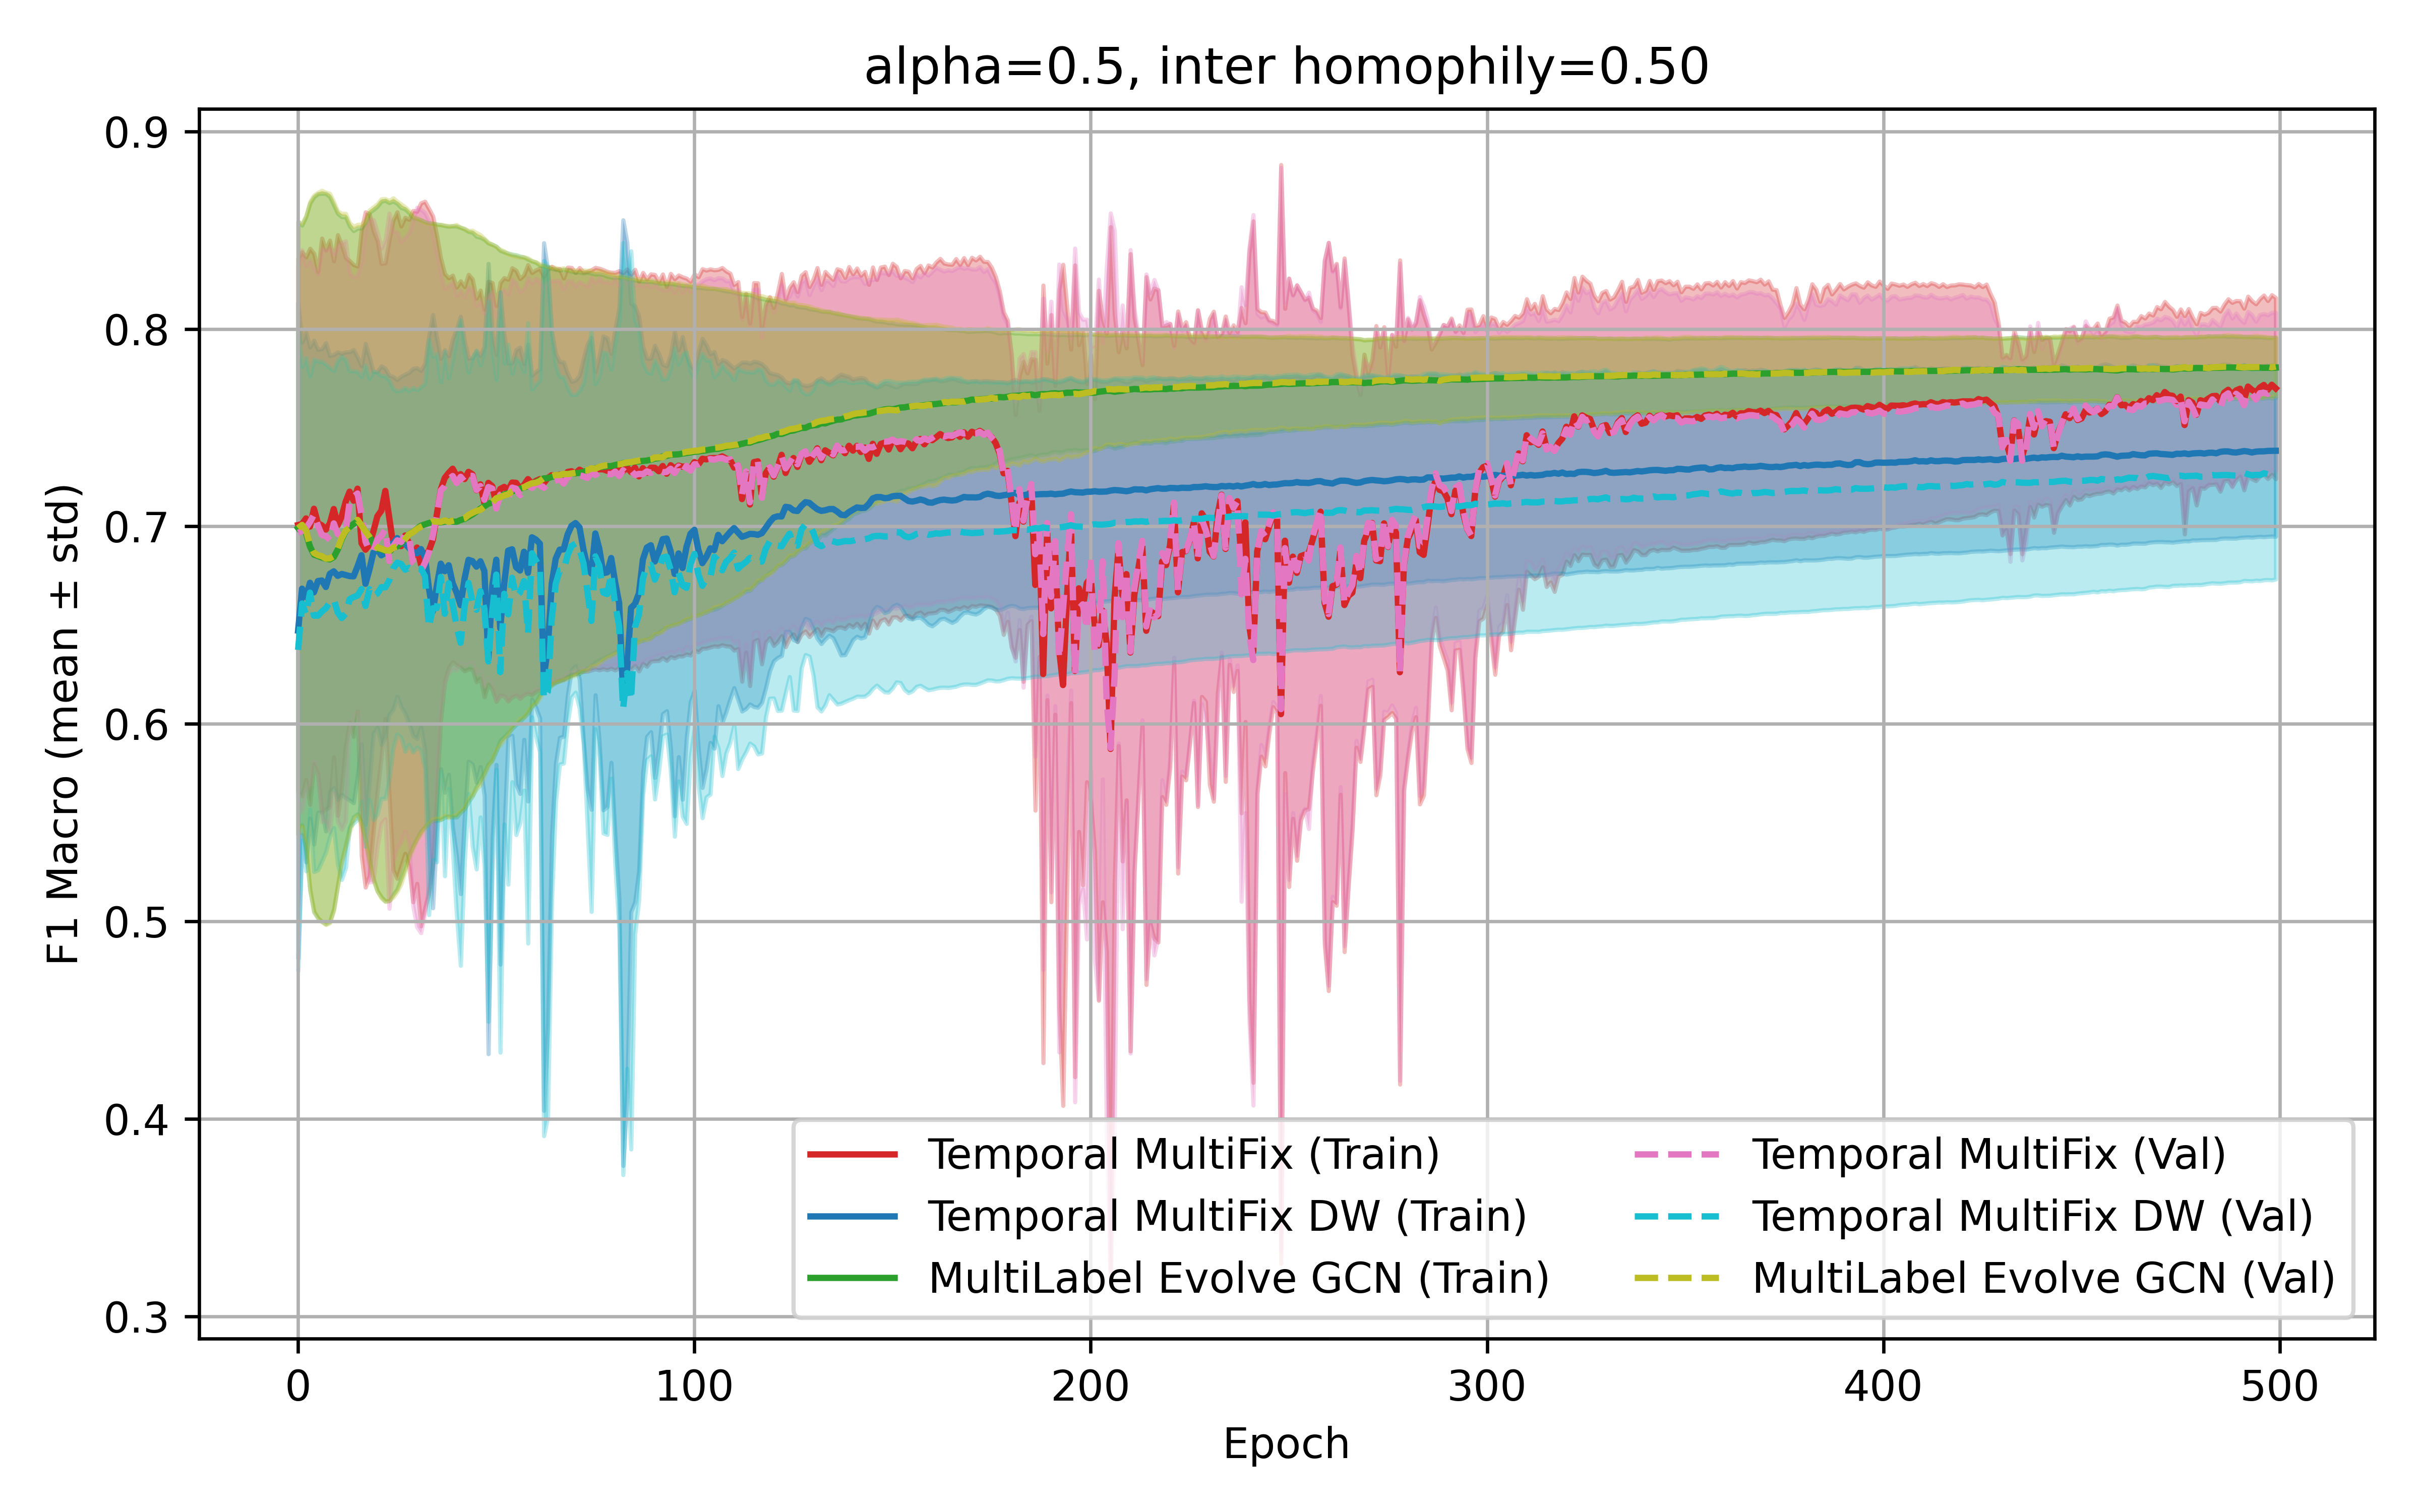 alpha=0.5, inter homophily=0.50
F1 Macro (mean ± std)
0.9
0.8
0.7
0.6
0.5
0.4
0.3
0 100 200 300 400 500
Epoch
Temporal MultiFix (Train) Temporal MultiFix (Val)
Temporal MultiFix DW (Train) Temporal MultiFix DW (Val)
MultiLabel Evolve GCN (Train) MultiLabel Evolve GCN (Val)